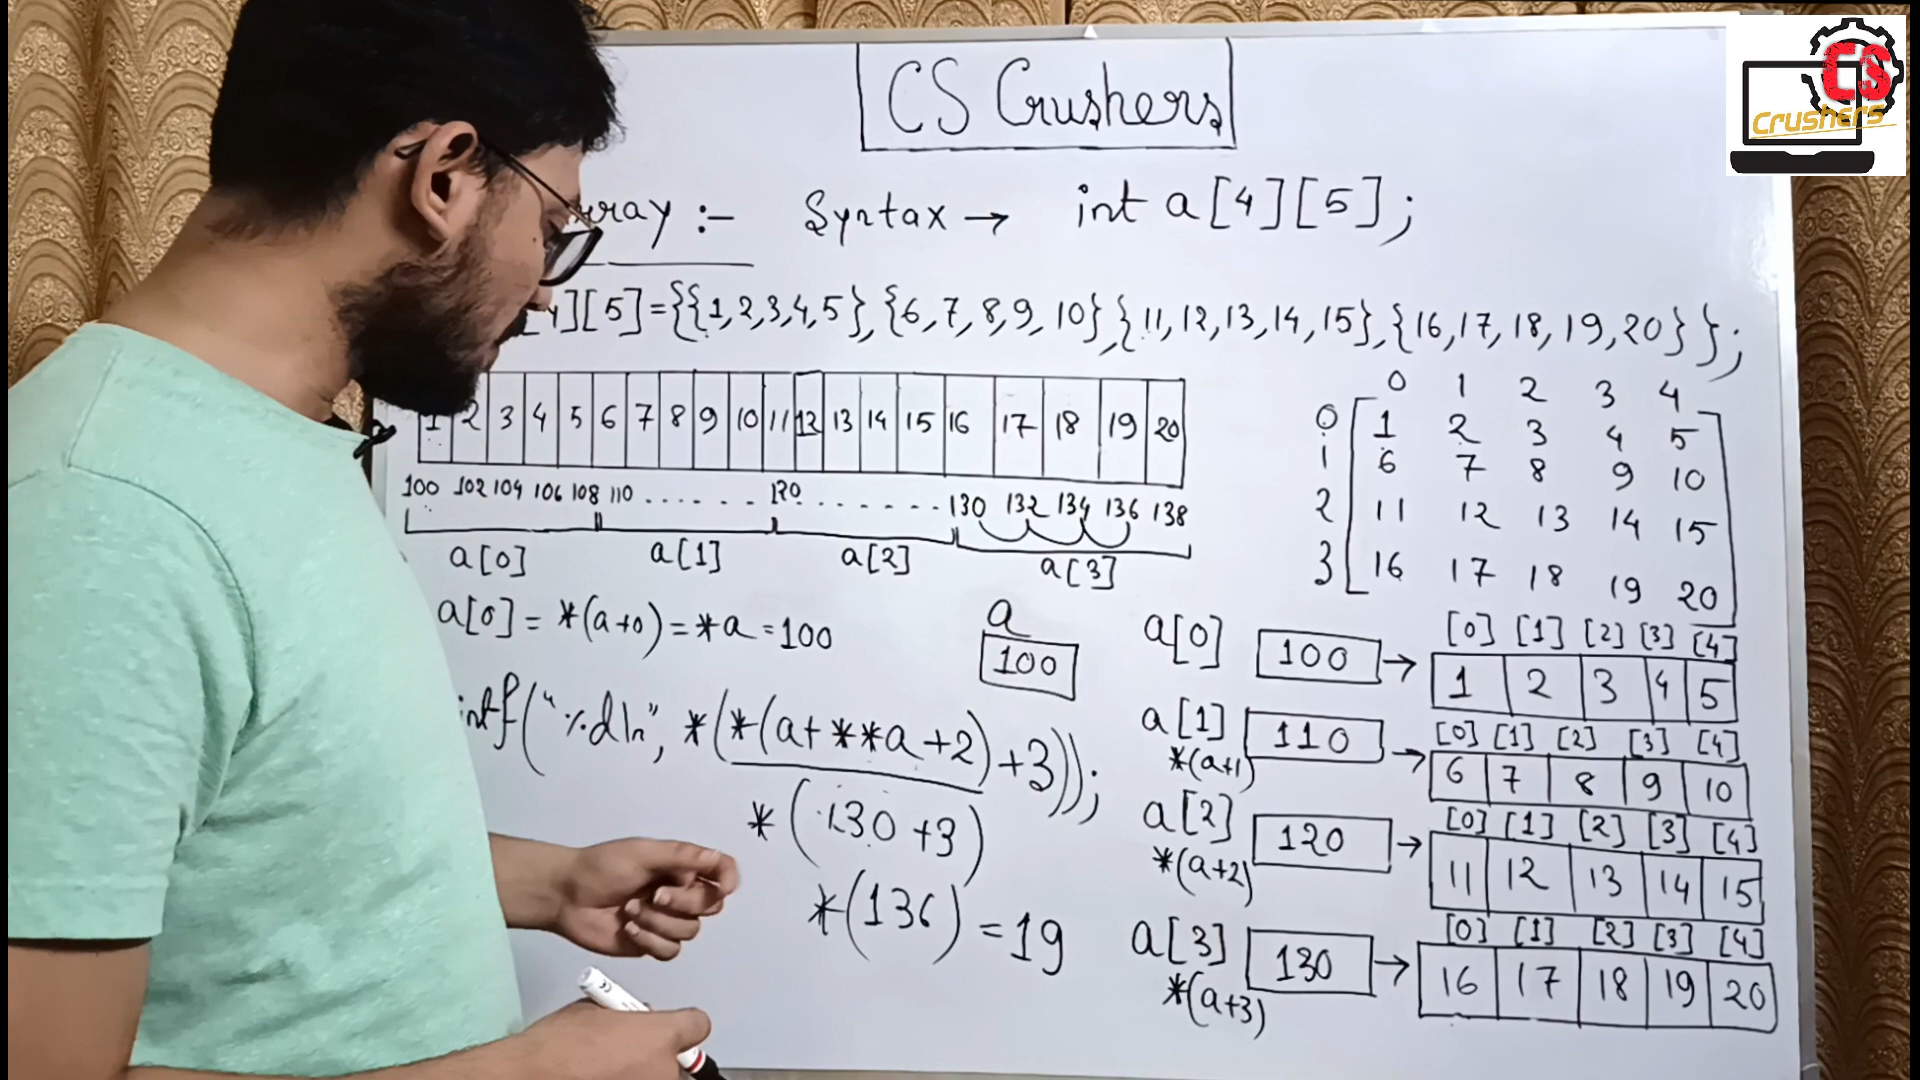 CS Crushers
CS
Crushers
rray :- Syntax → int a[4][5];
][5]={{1,2,3,4,5},{6,7,8,9,10},{11,12,13,14,15},{16,17,18,19,20}};
1 2 3 4 5 6 7 8 9 10 11 12 13 14 15 16 17 18 19 20
100 102 104 106 108 110 ....... 120 ........ 130 132 134 136 138
a[0] a[1] a[2] a[3]
0 1 2 3 4
0 1 2 3 4 5
1 6 7 8 9 10
2 11 12 13 14 15
3 16 17 18 19 20
a[0] = *(a+0) = *a = 100
intf("%d\n", *(*(a+**a+2)+3));
*(130+3)
*(136) = 19
a
100
[0] [1] [2] [3] [4]
a[0] 100 → 1 2 3 4 5
[0] [1] [2] [3] [4]
a[1] 110 → 6 7 8 9 10
*(a+1)
[0] [1] [2] [3] [4]
a[2] 120 → 11 12 13 14 15
*(a+2)
[0] [1] [2] [3] [4]
a[3] 130 → 16 17 18 19 20
*(a+3)